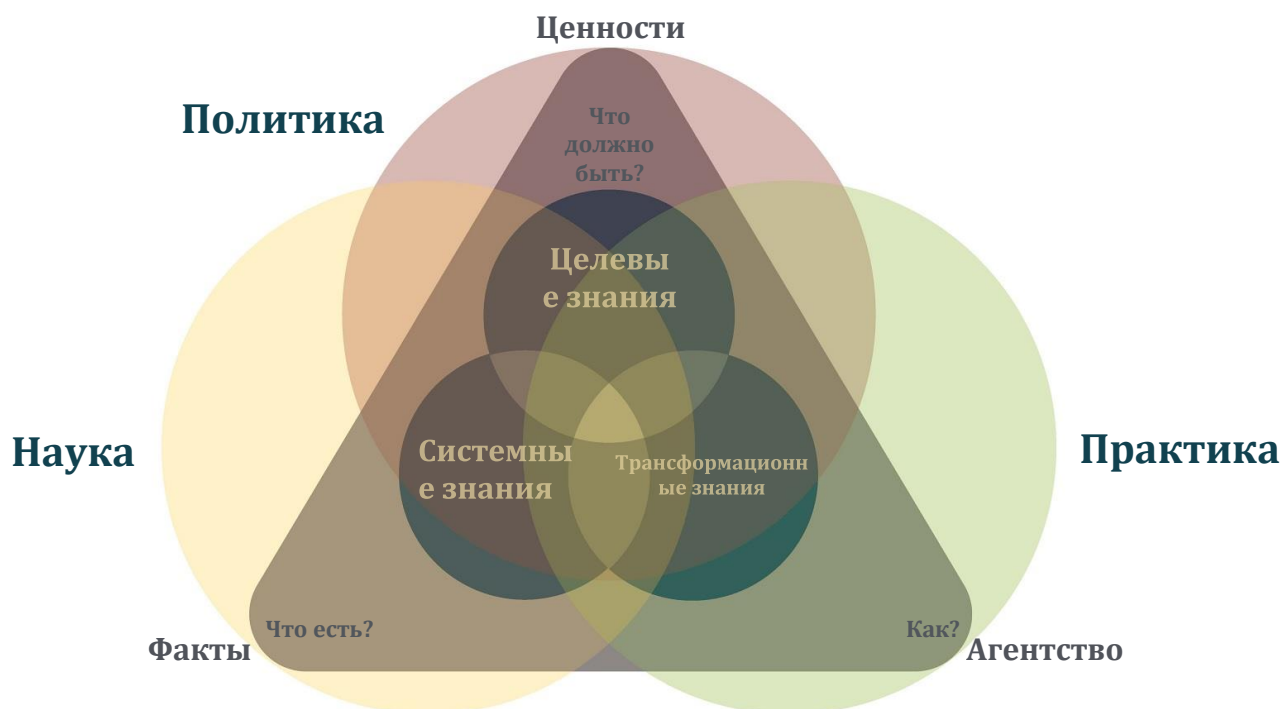 Ценности
Политика
Что
должно
быть?
Целевы
е знания
Наука
Системны
е знания
Трансформационн
ые знания
Практика
Что есть?
Факты
Как?
Агентство